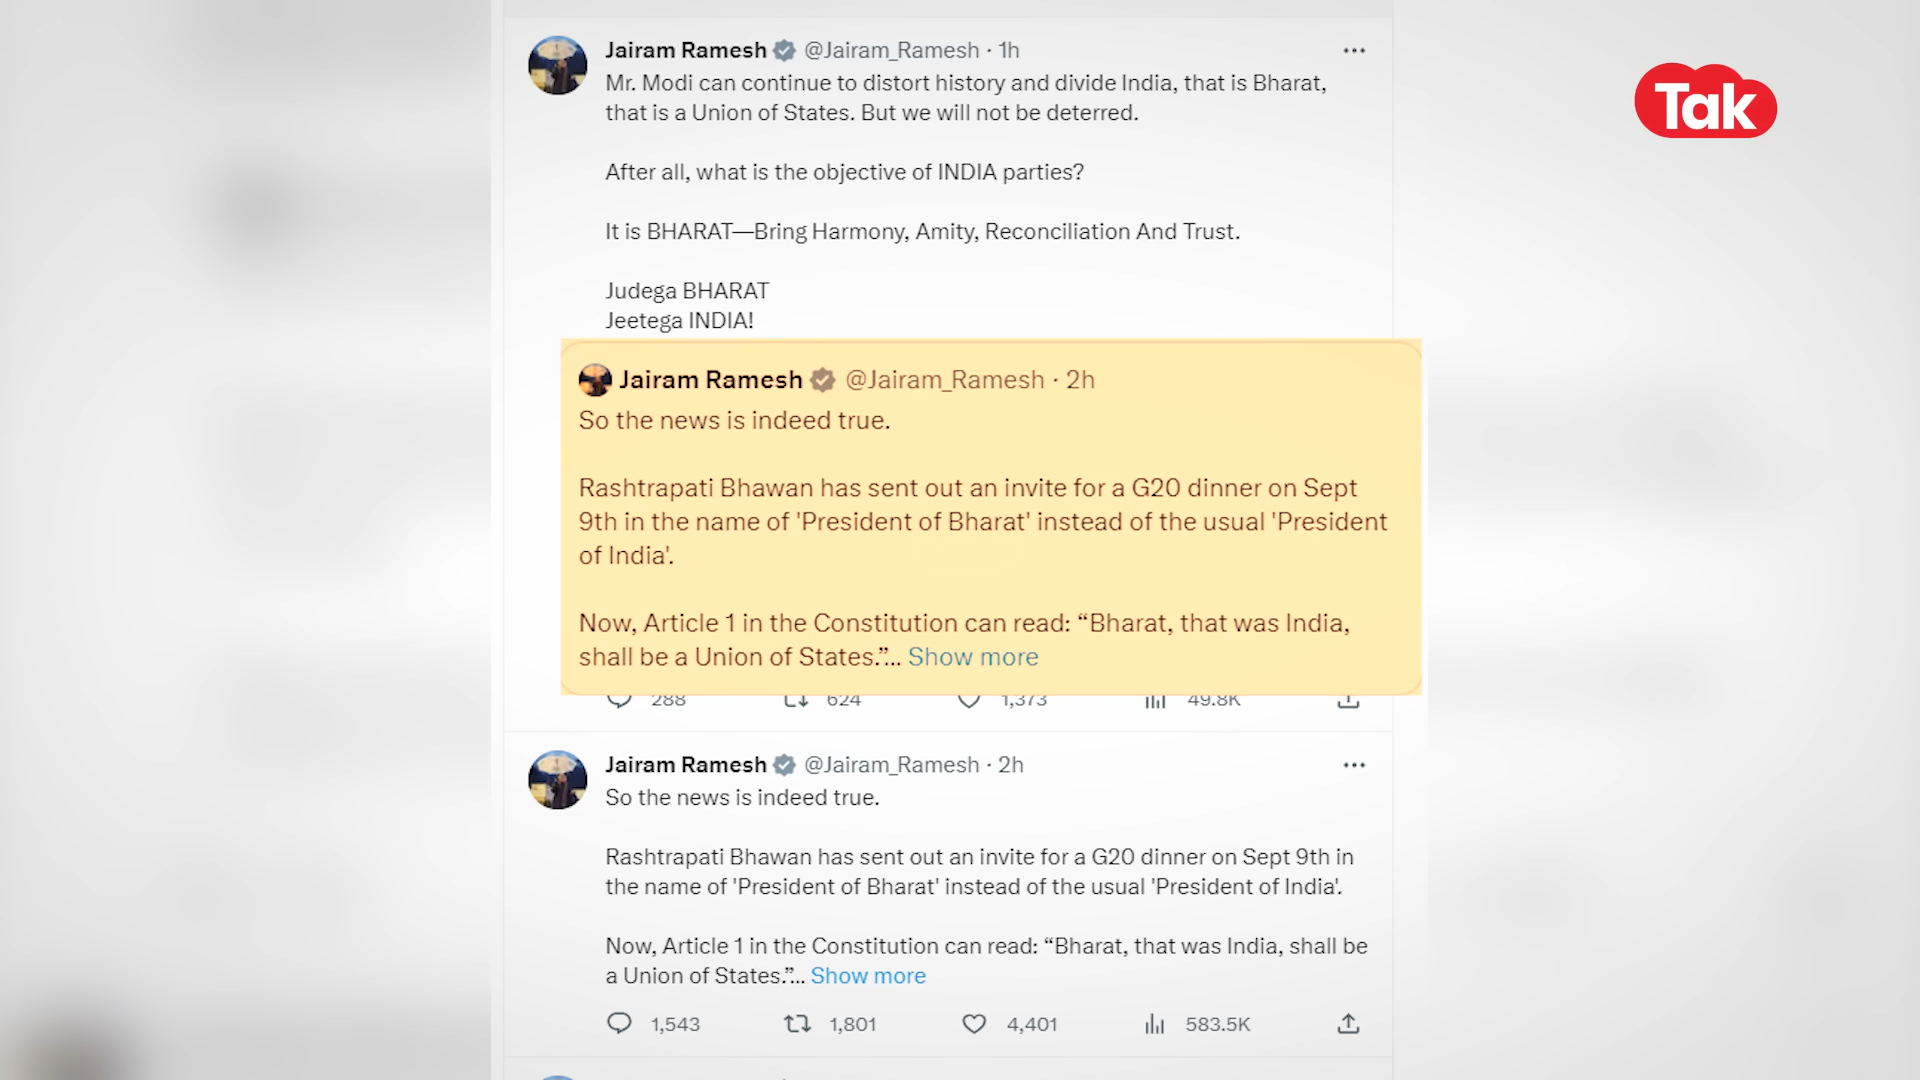 Jairam Ramesh @Jairam_Ramesh · 1h
Mr. Modi can continue to distort history and divide India, that is Bharat,
that is a Union of States. But we will not be deterred.
After all, what is the objective of INDIA parties?
It is BHARAT—Bring Harmony, Amity, Reconciliation And Trust.
Judega BHARAT
Jeetega INDIA!
Tak
Jairam Ramesh @Jairam_Ramesh · 2h
So the news is indeed true.
Rashtrapati Bhawan has sent out an invite for a G20 dinner on Sept
9th in the name of 'President of Bharat' instead of the usual 'President
of India'.
Now, Article 1 in the Constitution can read: “Bharat, that was India,
shall be a Union of States.”... Show more
288 624 1,373 49.8K
Jairam Ramesh @Jairam_Ramesh · 2h
So the news is indeed true.
Rashtrapati Bhawan has sent out an invite for a G20 dinner on Sept 9th in
the name of 'President of Bharat' instead of the usual 'President of India'.
Now, Article 1 in the Constitution can read: “Bharat, that was India, shall be
a Union of States.”... Show more
1,543 1,801 4,401 583.5K